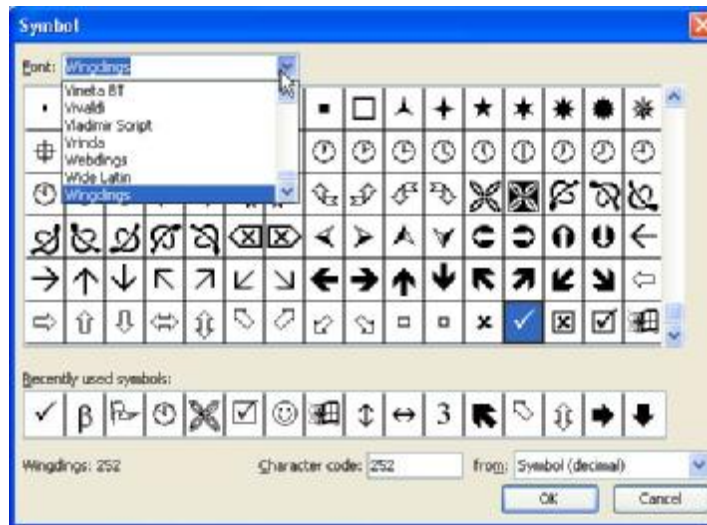 Symbol
Font: Wingdings
Vineta BT
Vivaldi
Vladimir Script
Vrinda
Webdings
Wide Latin
Wingdings
Recently used symbols:
✓ β 3
Wingdings: 252 Character code: 252 from: Symbol (decimal)
OK Cancel